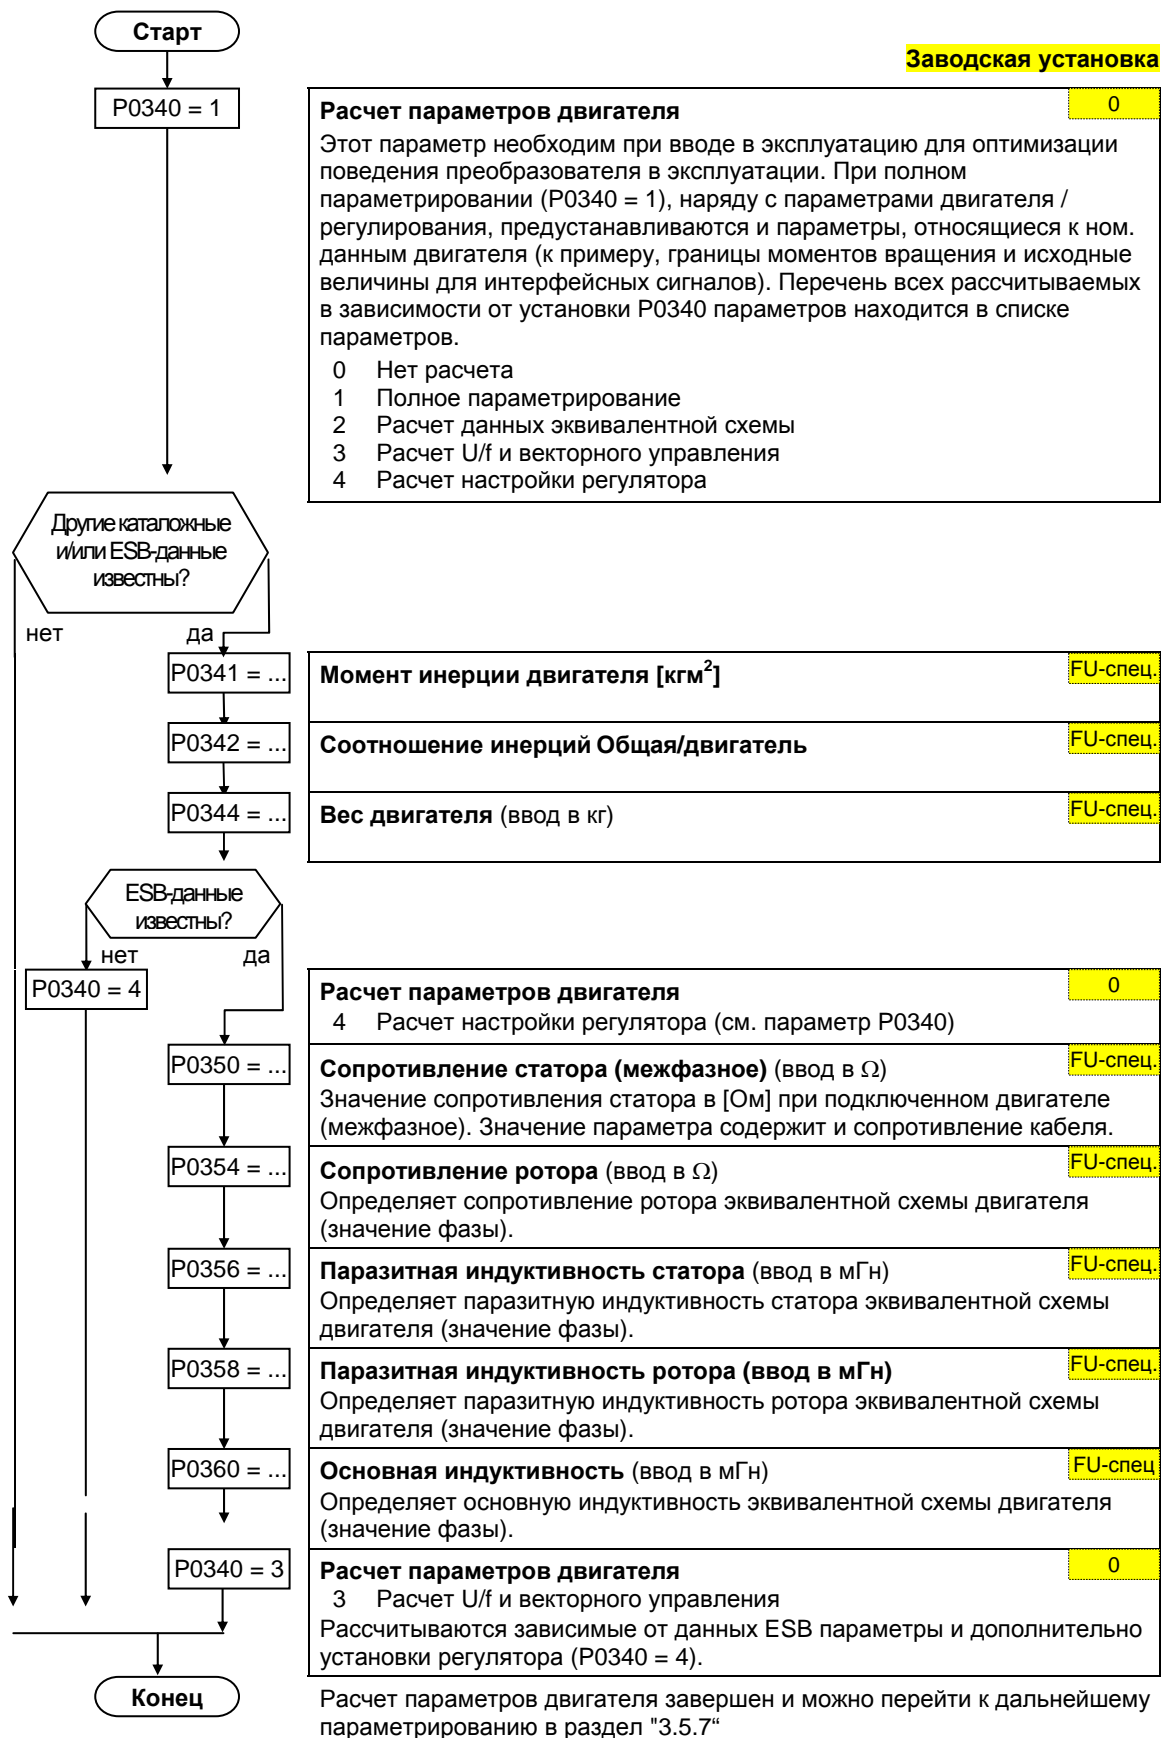 Старт
Заводская установка
P0340 = 1
Расчет параметров двигателя
0
Этот параметр необходим при вводе в эксплуатацию для оптимизации
поведения преобразователя в эксплуатации. При полном
параметрировании (P0340 = 1), наряду с параметрами двигателя /
регулирования, предустанавливаются и параметры, относящиеся к ном.
данным двигателя (к примеру, границы моментов вращения и исходные
величины для интерфейсных сигналов). Перечень всех рассчитываемых
в зависимости от установки P0340 параметров находится в списке
параметров.
0 Нет расчета
1 Полное параметрирование
2 Расчет данных эквивалентной схемы
3 Расчет U/f и векторного управления
4 Расчет настройки регулятора
Другие каталожные
и/или ESB-данные
известны?
нет
да
P0341 = ...
Момент инерции двигателя [кгм²]
FU-спец.
P0342 = ...
Соотношение инерций Общая/двигатель
FU-спец.
P0344 = ...
Вес двигателя (ввод в кг)
FU-спец.
ESB-данные
известны?
нет
да
P0340 = 4
Расчет параметров двигателя
0
4 Расчет настройки регулятора (см. параметр P0340)
P0350 = ...
Сопротивление статора (межфазное) (ввод в Ω)
FU-спец.
Значение сопротивления статора в [Ом] при подключенном двигателе
(межфазное). Значение параметра содержит и сопротивление кабеля.
P0354 = ...
Сопротивление ротора (ввод в Ω)
FU-спец.
Определяет сопротивление ротора эквивалентной схемы двигателя
(значение фазы).
P0356 = ...
Паразитная индуктивность статора (ввод в мГн)
FU-спец.
Определяет паразитную индуктивность статора эквивалентной схемы
двигателя (значение фазы).
P0358 = ...
Паразитная индуктивность ротора (ввод в мГн)
FU-спец.
Определяет паразитную индуктивность ротора эквивалентной схемы
двигателя (значение фазы).
P0360 = ...
Основная индуктивность (ввод в мГн)
FU-спец
Определяет основную индуктивность эквивалентной схемы двигателя
(значение фазы).
P0340 = 3
Расчет параметров двигателя
0
3 Расчет U/f и векторного управления
Рассчитываются зависимые от данных ESB параметры и дополнительно
установки регулятора (P0340 = 4).
Конец
Расчет параметров двигателя завершен и можно перейти к дальнейшему
параметрированию в раздел "3.5.7“